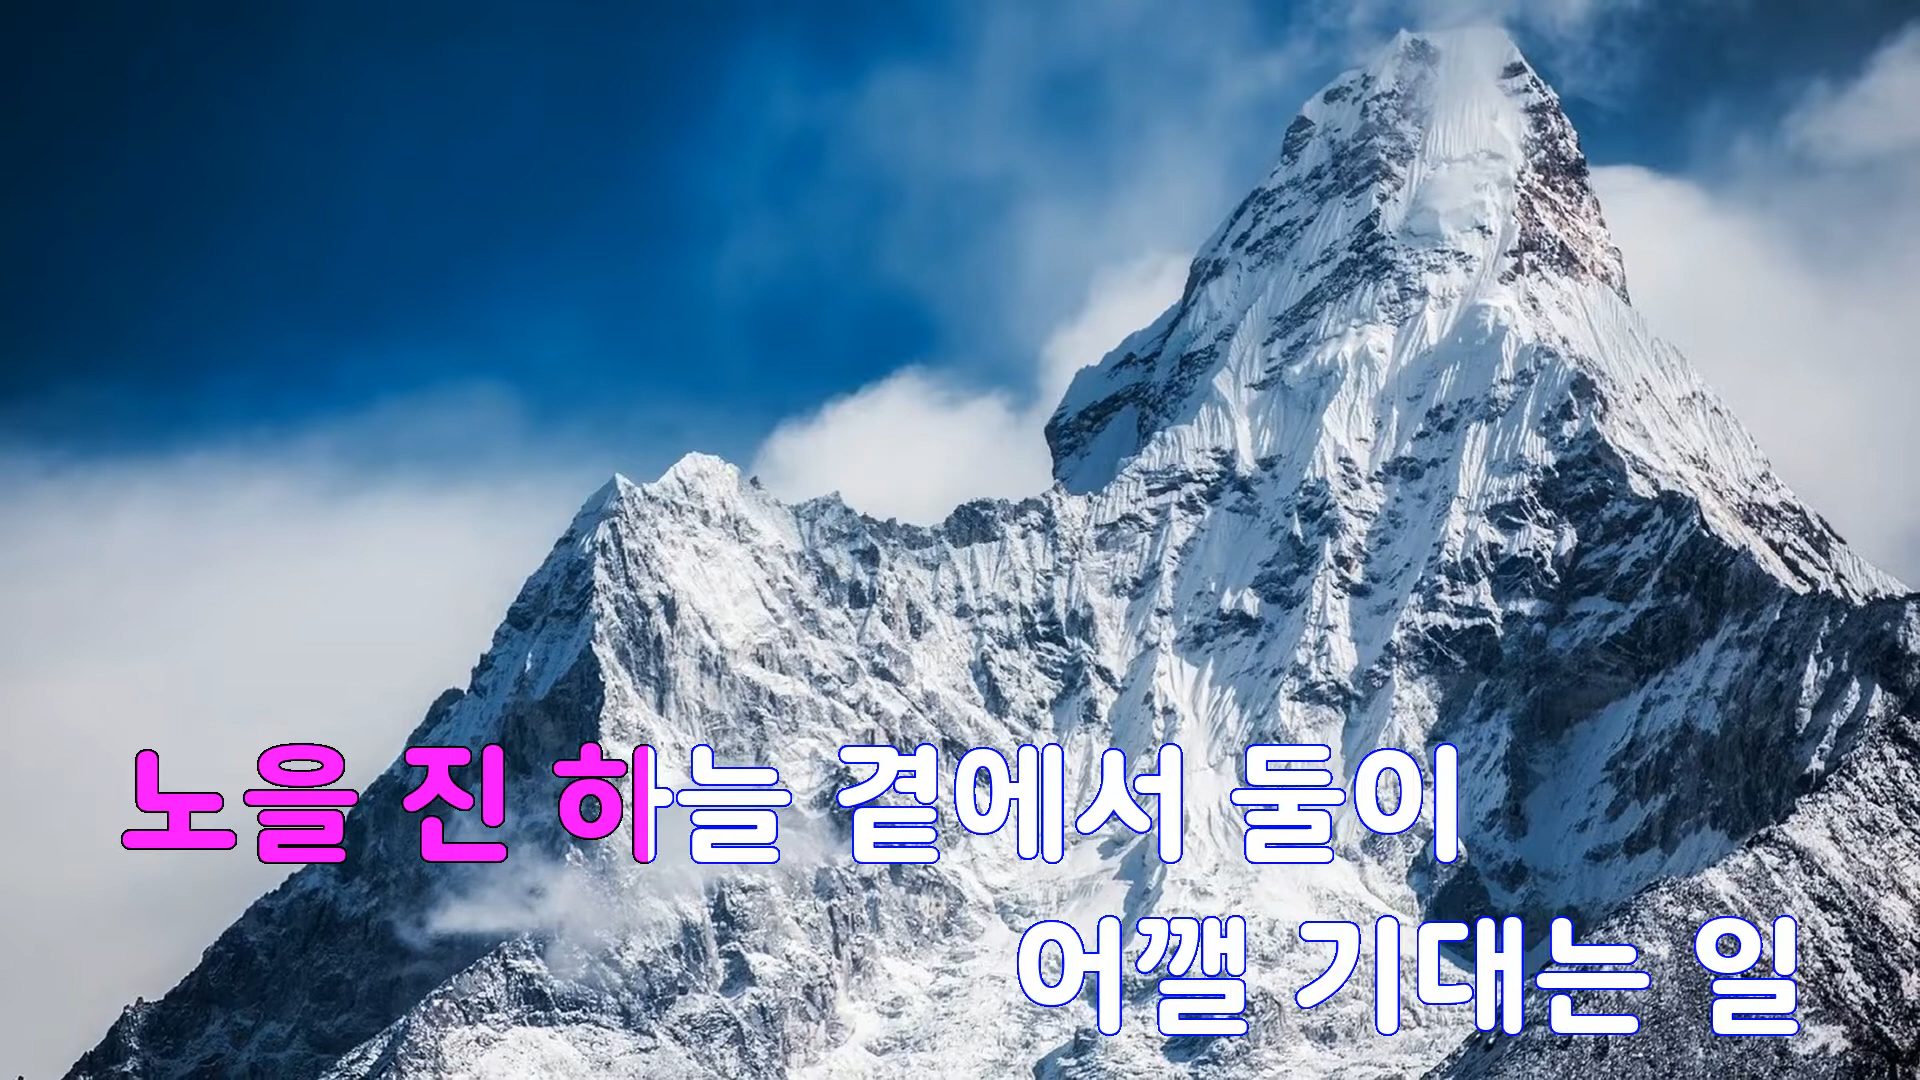 노을 진 하늘 곁에서 둘이
어깰 기대는 일